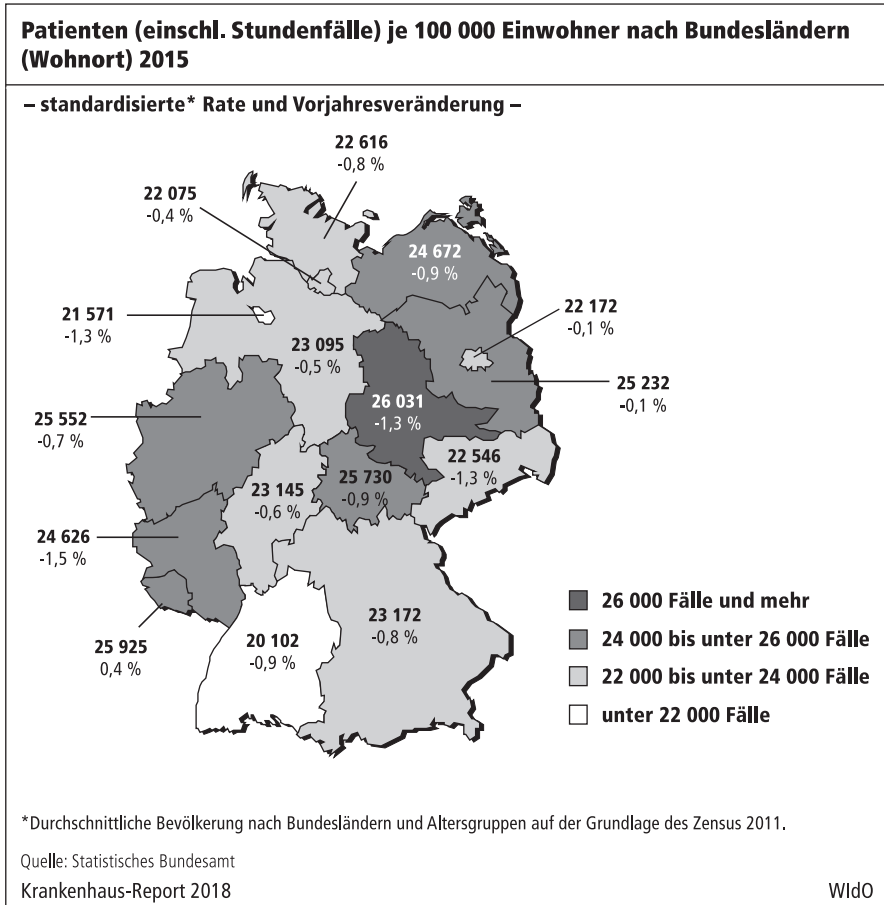 Patienten (einschl. Stundenfälle) je 100 000 Einwohner nach Bundesländern
(Wohnort) 2015
– standardisierte* Rate und Vorjahresveränderung –
22 616
-0,8 %
22 075
-0,4 %
24 672
-0,9 %
21 571
-1,3 %
22 172
-0,1 %
23 095
-0,5 %
25 232
-0,1 %
26 031
-1,3 %
25 552
-0,7 %
22 546
-1,3 %
25 730
-0,9 %
23 145
-0,6 %
24 626
-1,5 %
23 172
-0,8 %
25 925
0,4 %
20 102
-0,9 %
26 000 Fälle und mehr
24 000 bis unter 26 000 Fälle
22 000 bis unter 24 000 Fälle
unter 22 000 Fälle
*Durchschnittliche Bevölkerung nach Bundesländern und Altersgruppen auf der Grundlage des Zensus 2011.
Quelle: Statistisches Bundesamt
Krankenhaus-Report 2018
WIdO